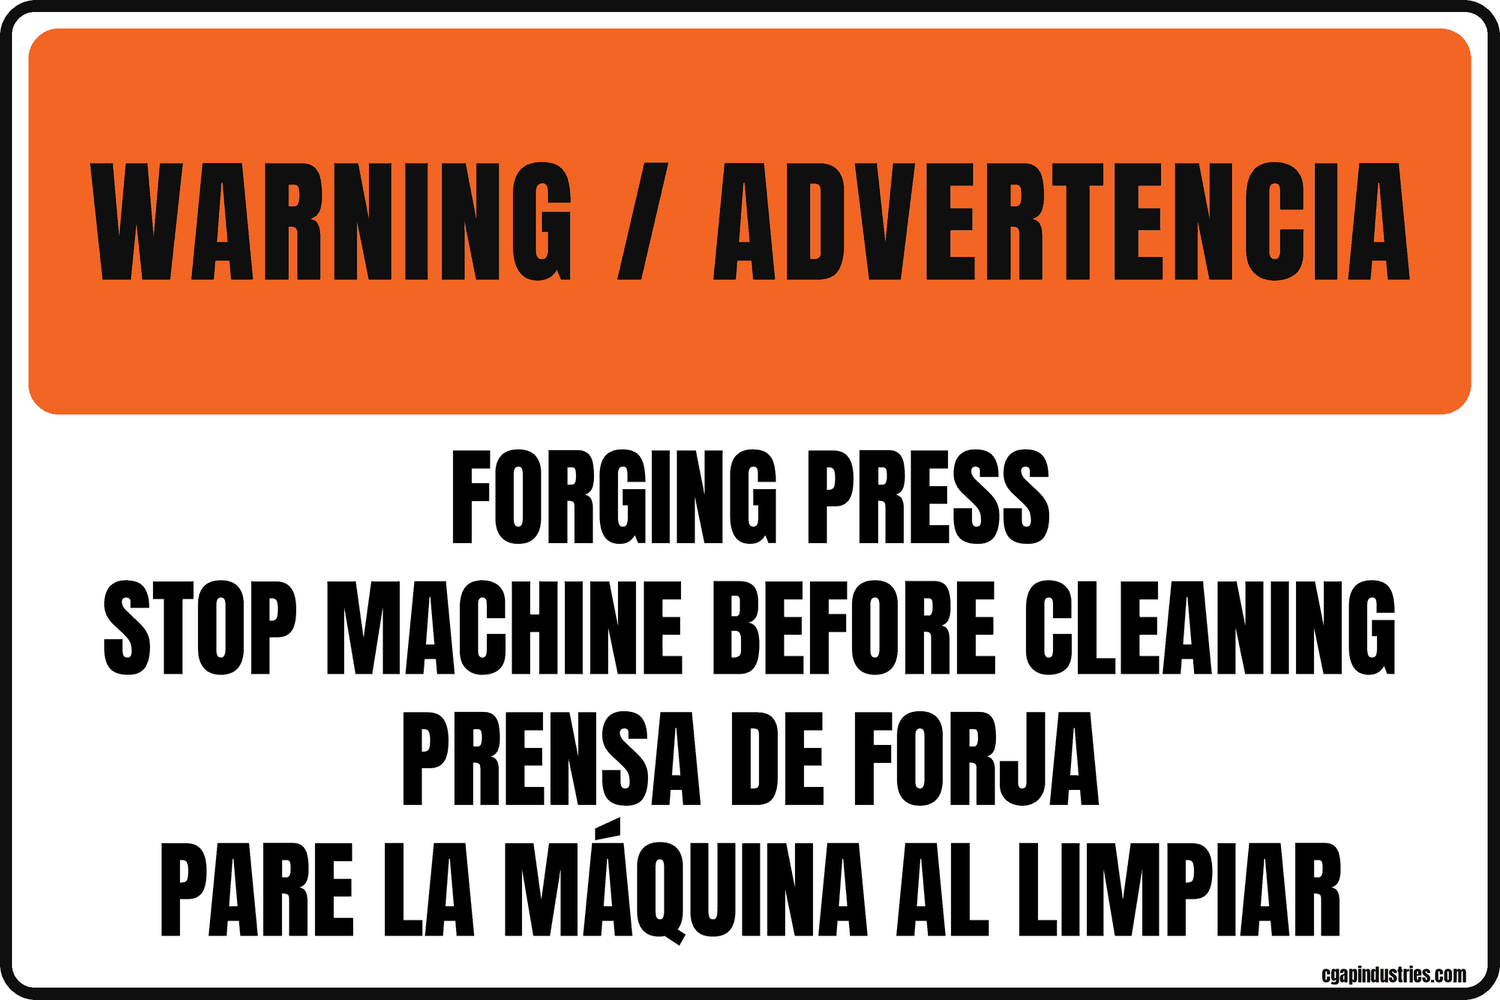 WARNING / ADVERTENCIA
FORGING PRESS
STOP MACHINE BEFORE CLEANING
PRENSA DE FORJA
PARE LA MÁQUINA AL LIMPIAR
cgapindustries.com